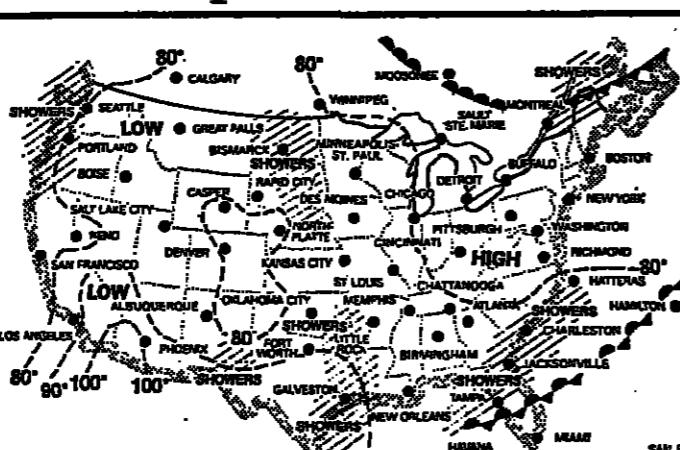 80°
CALGARY
80°
MOOSONEE
SHOWERS
WINNIPEG
SHOWERS
SEATTLE
LOW
GREAT FALLS
SAULT
STE. MARIE
MONTREAL
PORTLAND
BISMARCK
SHOWERS
MINNEAPOLIS-
ST. PAUL
BUFFALO
BOSTON
BOISE
CASPER
RAPID CITY
DES MOINES
CHICAGO
DETROIT
NEW YORK
SALT LAKE CITY
RENO
NORTH
PLATTE
PITTSBURGH
WASHINGTON
DENVER
CINCINNATI
HIGH
RICHMOND
SAN FRANCISCO
KANSAS CITY
80°
LOW
ST LOUIS
CHATTANOOGA
HATTERAS
ALBUQUERQUE
OKLAHOMA CITY
MEMPHIS
ATLANTA
HAMILTON
SHOWERS
SHOWERS
LOS ANGELES
PHOENIX
80
FORT
WORTH
LITTLE
ROCK
BIRMINGHAM
CHARLESTON
JACKSONVILLE
80°
90°
100°
100°
SHOWERS
GALVESTON
SHOWERS
TAMPA
SHOWERS
NEW ORLEANS
HAVANA
MIAMI